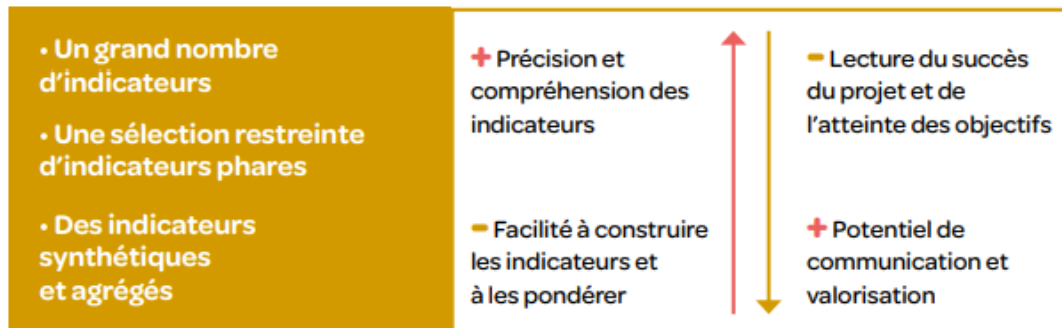 • Un grand nombre
d'indicateurs
• Une sélection restreinte
d'indicateurs phares
• Des indicateurs
synthétiques
et agrégés
+ Précision et
compréhension des
indicateurs
- Facilité à construire
les indicateurs et
à les pondérer
- Lecture du succès
du projet et de
l'atteinte des objectifs
+ Potentiel de
communication et
valorisation